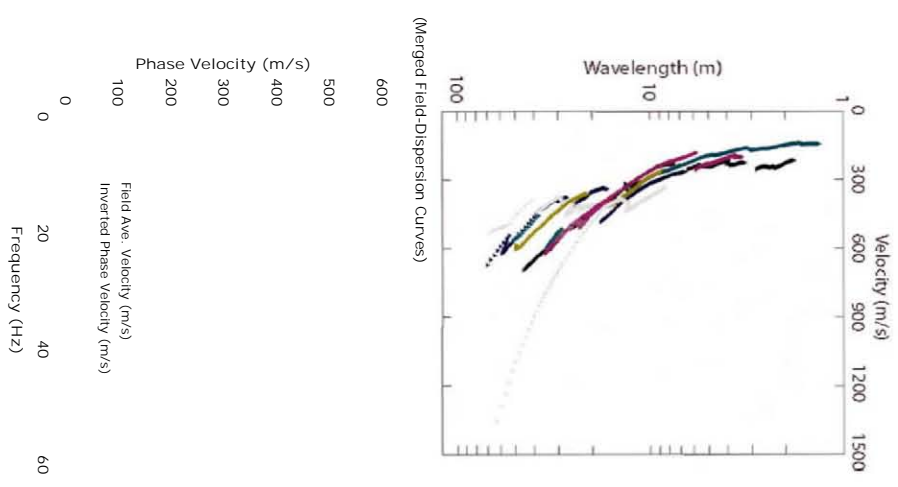 Velocity (m/s)
0 300 600 900 1200 1500
1
10
100
Wavelength (m)
(Merged Field-Dispersion Curves)
600
500
400
300
200
100
0
Phase Velocity (m/s)
Field Ave. Velocity (m/s)
Inverted Phase Velocity (m/s)
0 20 40 60
Frequency (Hz)